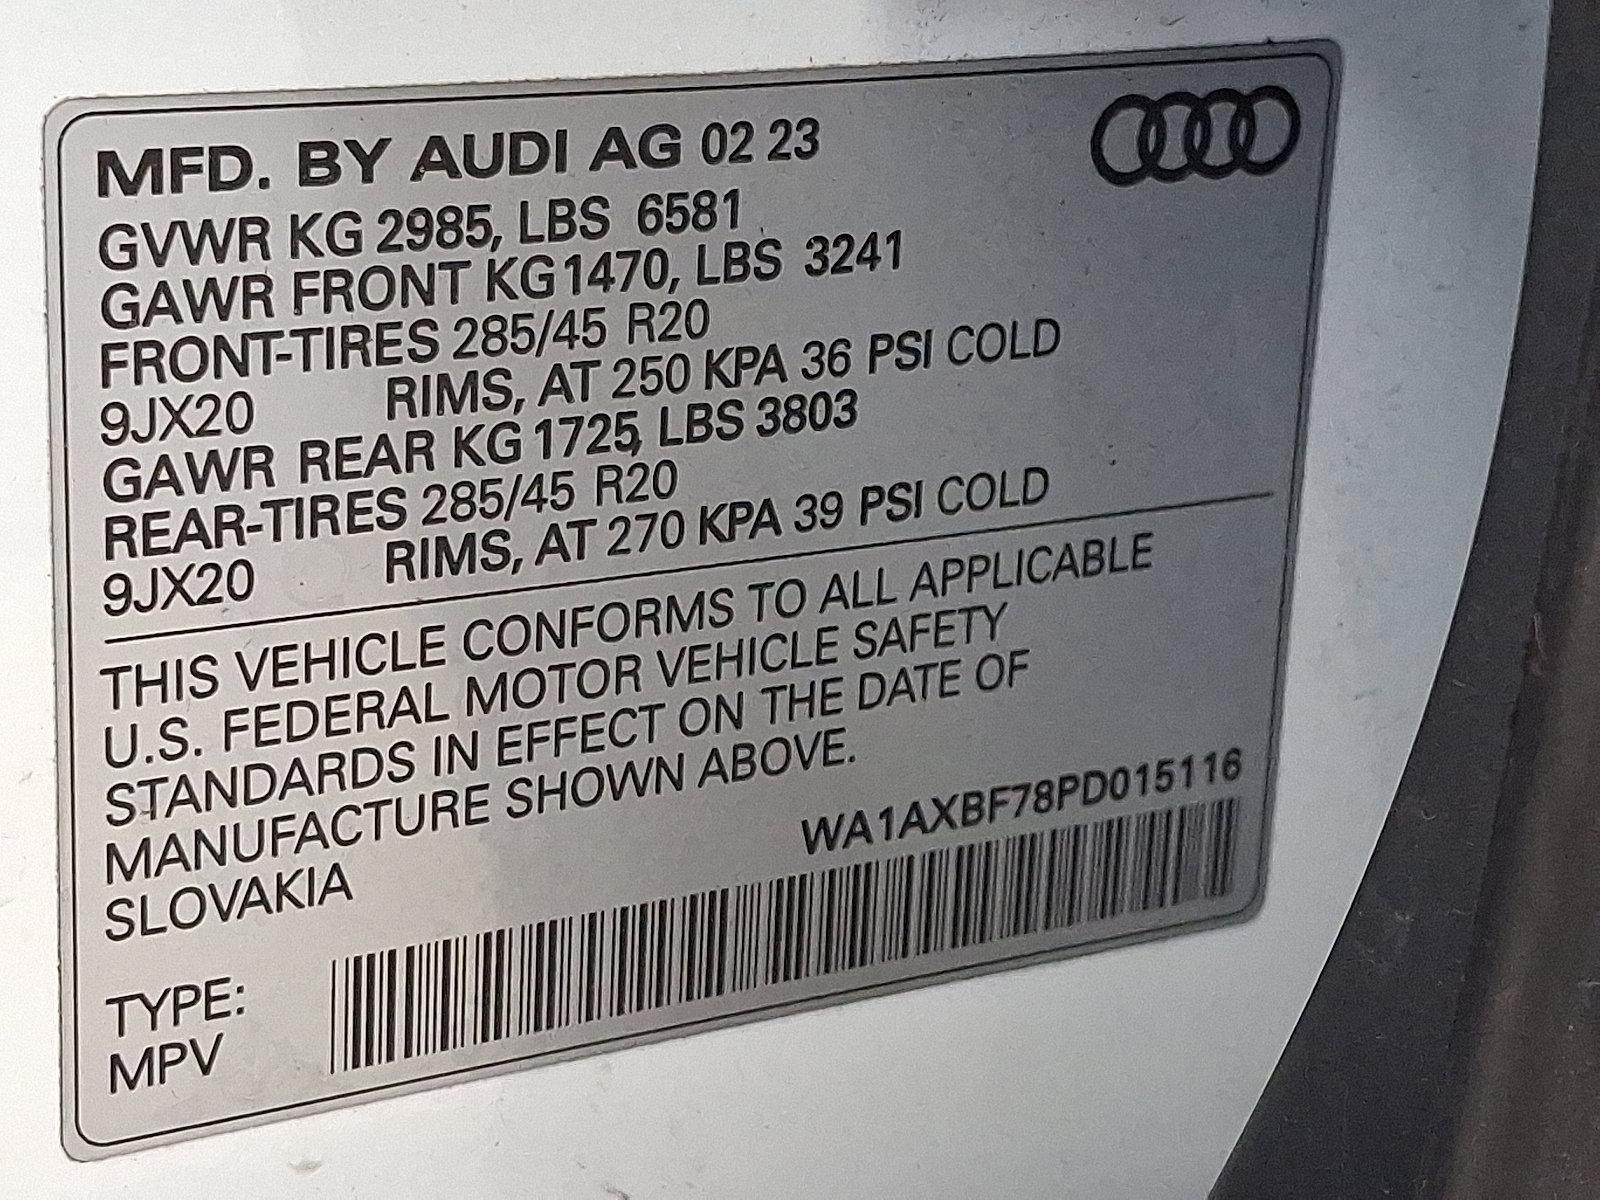 MFD. BY AUDI AG 02 23
GVWR KG 2985, LBS 6581
GAWR FRONT KG 1470, LBS 3241
FRONT-TIRES 285/45 R20
9JX20 RIMS, AT 250 KPA 36 PSI COLD
GAWR REAR KG 1725, LBS 3803
REAR-TIRES 285/45 R20
9JX20 RIMS, AT 270 KPA 39 PSI COLD
THIS VEHICLE CONFORMS TO ALL APPLICABLE
U.S. FEDERAL MOTOR VEHICLE SAFETY
STANDARDS IN EFFECT ON THE DATE OF
MANUFACTURE SHOWN ABOVE.
SLOVAKIA
WA1AXBF78PD015116
TYPE:
MPV